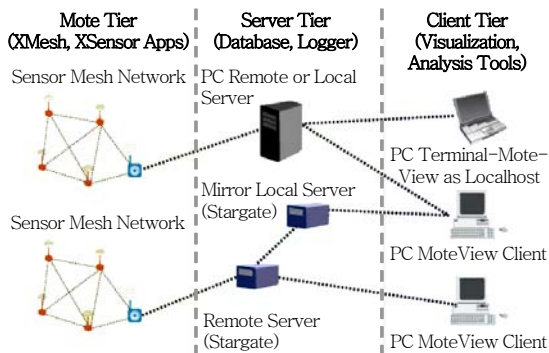 Mote Tier
(XMesh, XSensor Apps)
Server Tier
(Database, Logger)
Client Tier
(Visualization,
Analysis Tools)
Sensor Mesh Network
PC Remote or Local
Server
PC Terminal-Mote-
View as Localhost
Mirror Local Server
(Stargate)
Sensor Mesh Network
PC MoteView Client
Remote Server
(Stargate)
PC MoteView Client